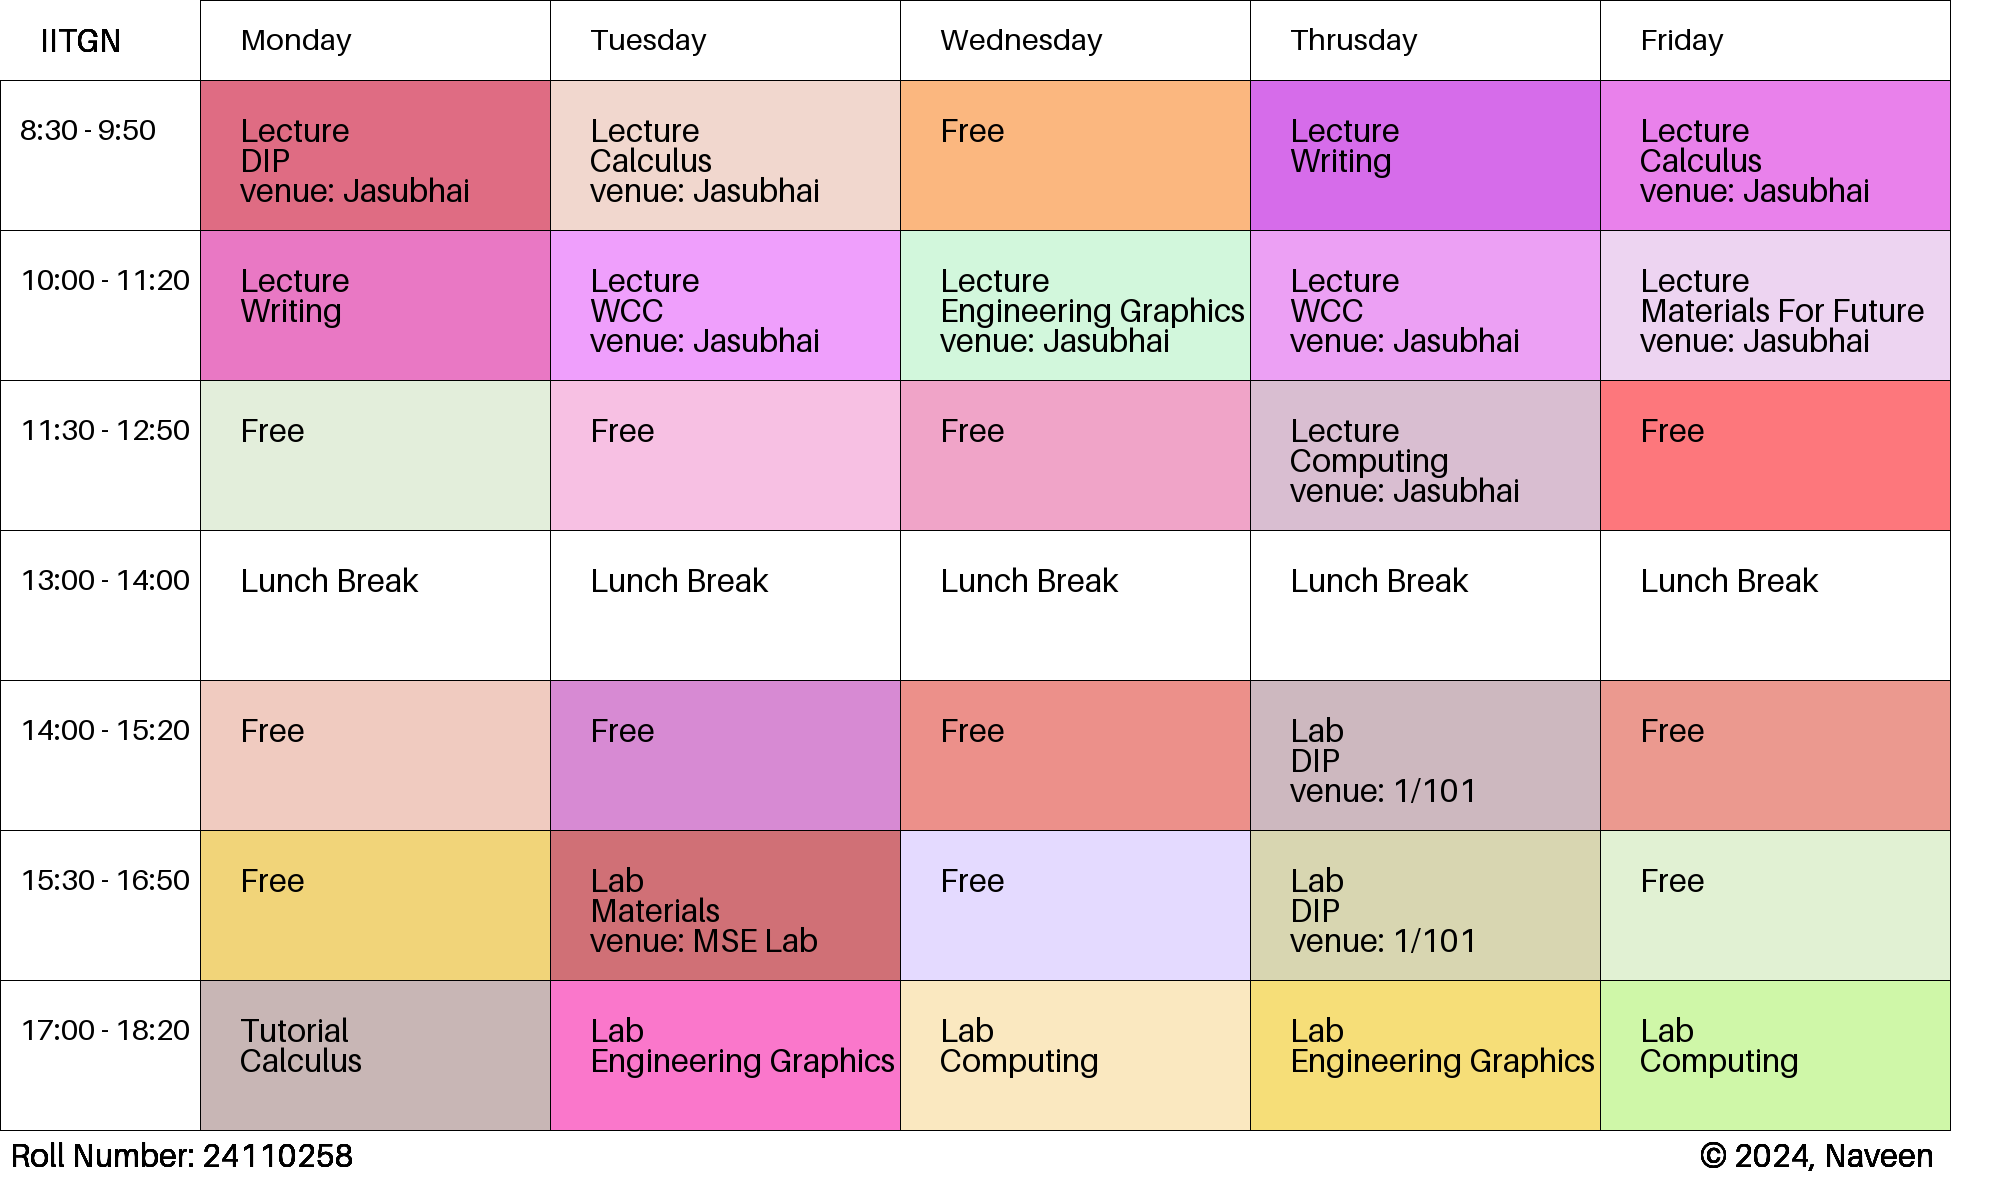 IITGN Monday Tuesday Wednesday Thrusday Friday
8:30 - 9:50
Lecture
DIP
venue: Jasubhai
Lecture
Calculus
venue: Jasubhai
Free
Lecture
Writing
Lecture
Calculus
venue: Jasubhai
10:00 - 11:20
Lecture
Writing
Lecture
WCC
venue: Jasubhai
Lecture
Engineering Graphics
venue: Jasubhai
Lecture
WCC
venue: Jasubhai
Lecture
Materials For Future
venue: Jasubhai
11:30 - 12:50
Free
Free
Free
Lecture
Computing
venue: Jasubhai
Free
13:00 - 14:00
Lunch Break
Lunch Break
Lunch Break
Lunch Break
Lunch Break
14:00 - 15:20
Free
Free
Free
Lab
DIP
venue: 1/101
Free
15:30 - 16:50
Free
Lab
Materials
venue: MSE Lab
Free
Lab
DIP
venue: 1/101
Free
17:00 - 18:20
Tutorial
Calculus
Lab
Engineering Graphics
Lab
Computing
Lab
Engineering Graphics
Lab
Computing
Roll Number: 24110258
© 2024, Naveen